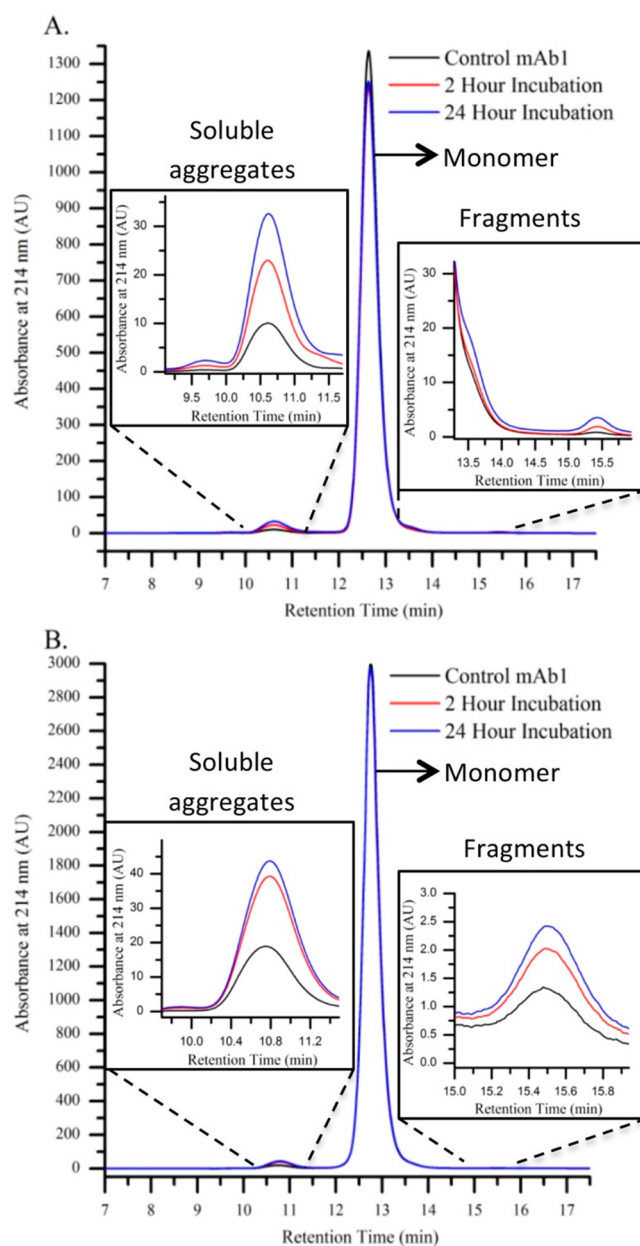 A.
Control mAb1
2 Hour Incubation
24 Hour Incubation
Soluble
aggregates
Monomer
Fragments
Absorbance at 214 nm (AU)
1300
1200
1100
1000
900
800
700
600
500
400
300
200
100
0
Absorbance at 214 nm (AU)
30
20
10
0
9.5 10.0 10.5 11.0 11.5
Retention Time (min)
Absorbance at 214 nm (AU)
30
20
10
0
13.5 14.0 14.5 15.0 15.5
Retention Time (min)
7 8 9 10 11 12 13 14 15 16 17
Retention Time (min)
B.
Control mAb1
2 Hour Incubation
24 Hour Incubation
Soluble
aggregates
Monomer
Fragments
Absorbance at 214 nm (AU)
3000
2800
2600
2400
2200
2000
1800
1600
1400
1200
1000
800
600
400
200
0
Absorbance at 214 nm (AU)
40
30
20
10
0
10.0 10.4 10.8 11.2
Retention Time (min)
Absorbance at 214 nm (AU)
3.0
2.5
2.0
1.5
1.0
0.5
0.0
15.0 15.2 15.4 15.6 15.8
Retention Time (min)
7 8 9 10 11 12 13 14 15 16 17
Retention Time (min)